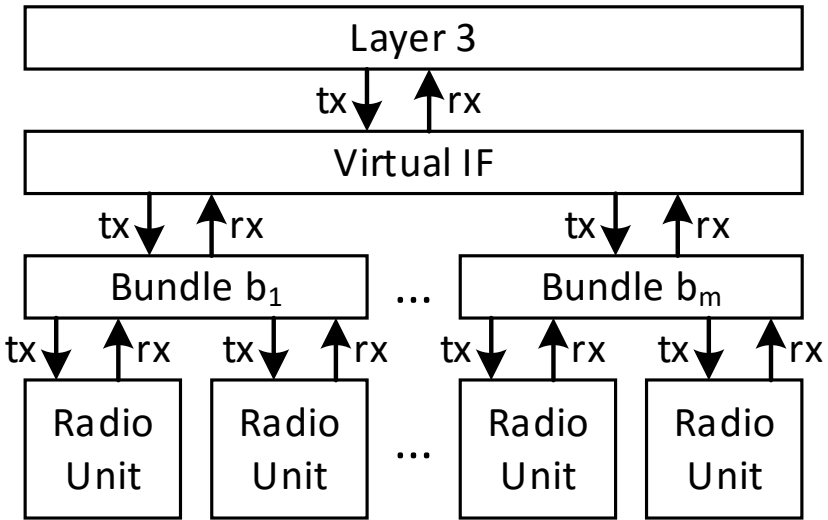 Layer 3
tx rx
Virtual IF
tx rx tx rx
Bundle b₁ ... Bundle bₘ
tx rx tx rx tx rx tx rx
Radio Radio Radio Radio
Unit Unit ... Unit Unit